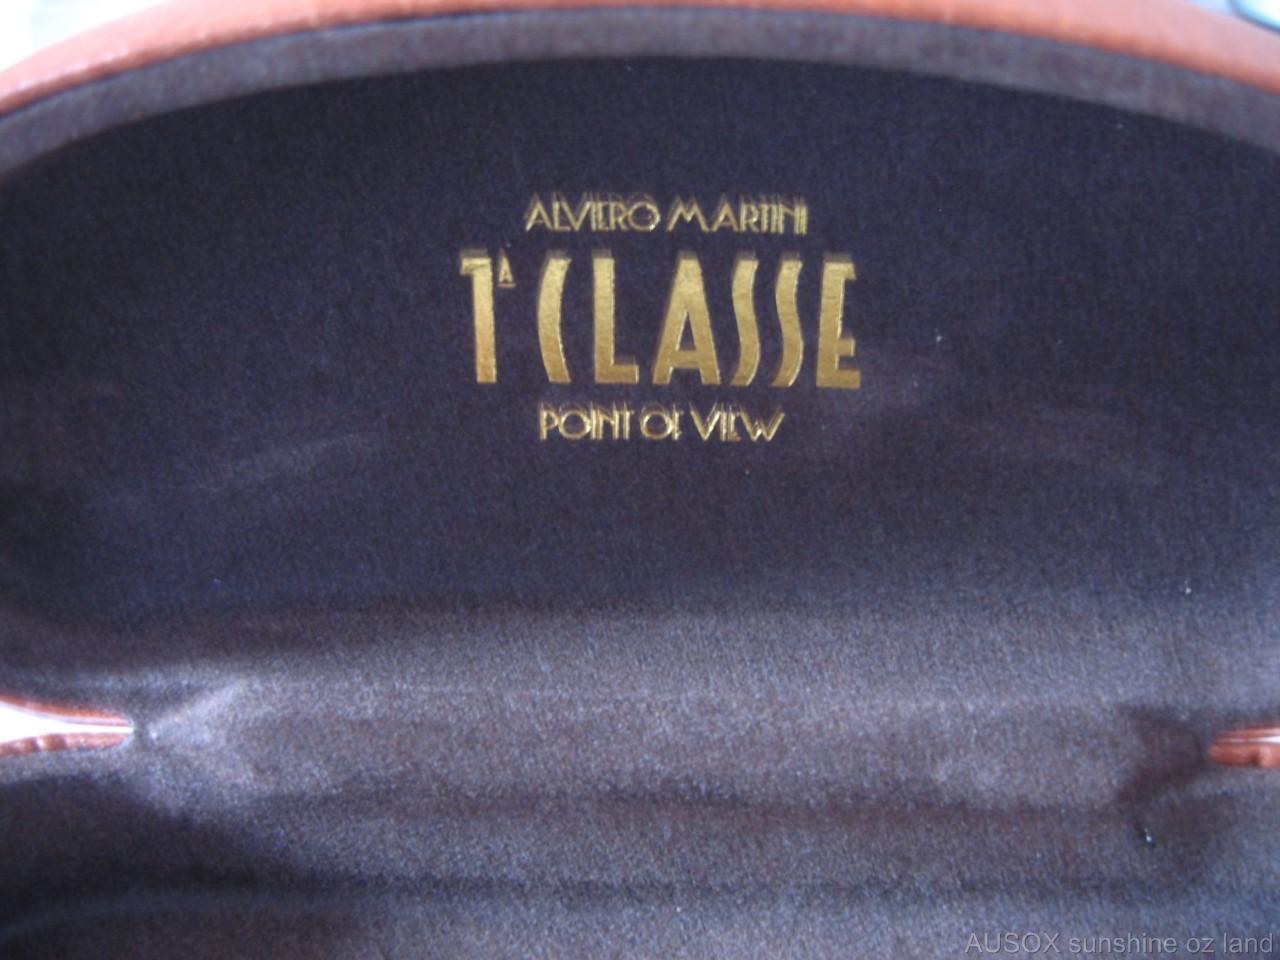 ALVIERO MARTINI
1A CLASSE
POINT OF VIEW
AUSOX sunshine oz land